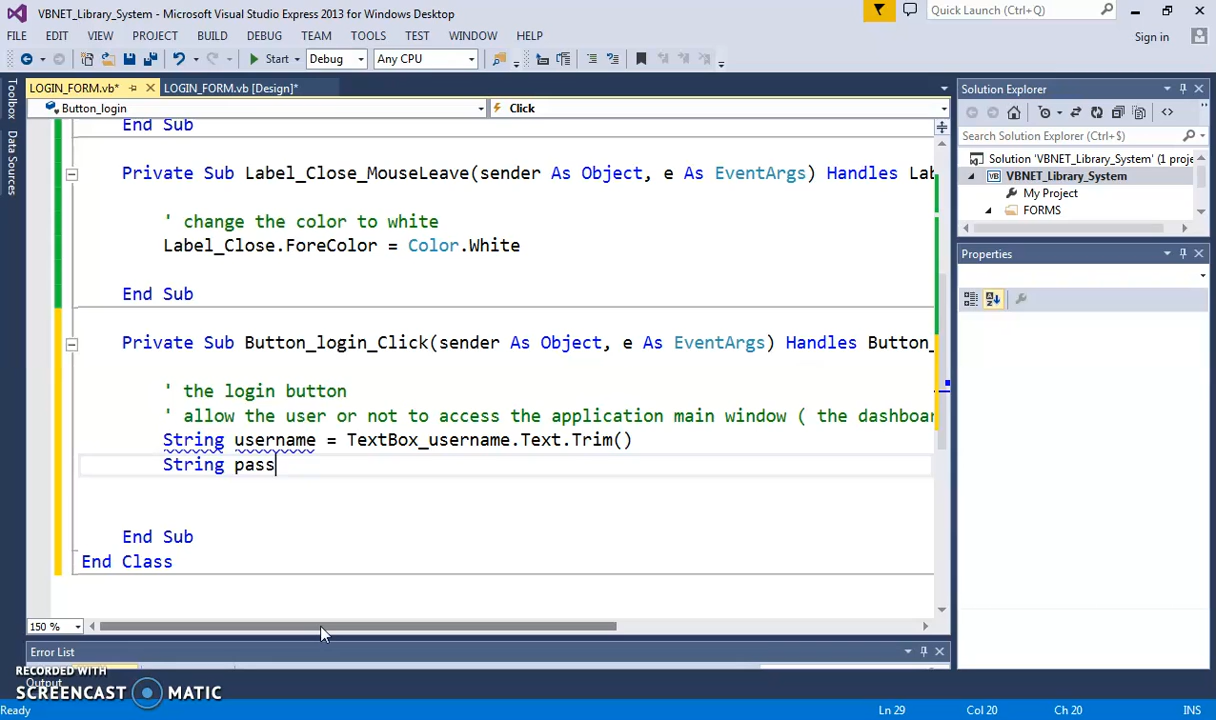 VBNET_Library_System - Microsoft Visual Studio Express 2013 for Windows Desktop
Quick Launch (Ctrl+Q)
FILE EDIT VIEW PROJECT BUILD DEBUG TEAM TOOLS TEST WINDOW HELP
Sign in
Start Debug Any CPU
LOGIN_FORM.vb* LOGIN_FORM.vb [Design]*
Button_login Click
Toolbox
Data Sources
End Sub
Private Sub Label_Close_MouseLeave(sender As Object, e As EventArgs) Handles Lab
' change the color to white
Label_Close.ForeColor = Color.White
End Sub
Private Sub Button_login_Click(sender As Object, e As EventArgs) Handles Button_
' the login button
' allow the user or not to access the application main window ( the dashboar
String username = TextBox_username.Text.Trim()
String pass
End Sub
End Class
150 %
Error List
Output
Solution Explorer
Search Solution Explorer (Ctrl+$)
Solution 'VBNET_Library_System' (1 proje
VBNET_Library_System
My Project
FORMS
Properties
RECORDED WITH
SCREENCAST MATIC
Ready Ln 29 Col 20 Ch 20 INS